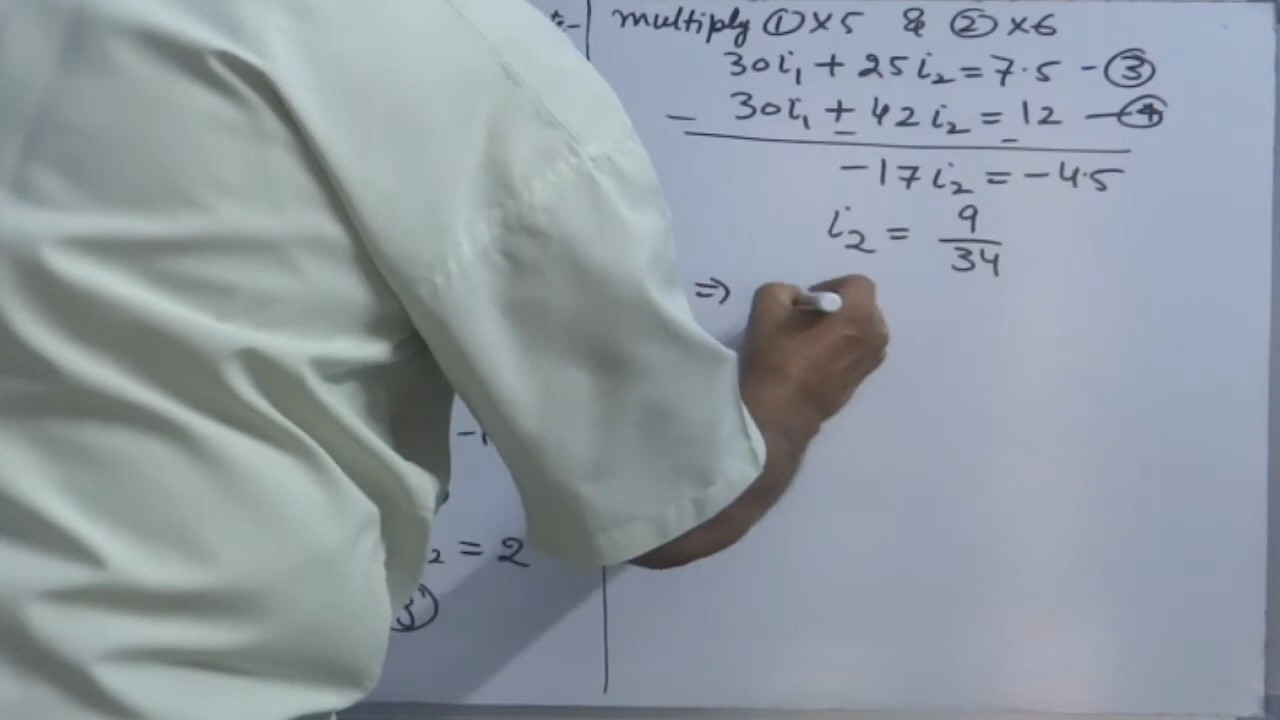 multiply ① × 5 & ② × 6
30i₁ + 25i₂ = 7.5 - ③
- 30i₁ + 42i₂ = 12 - ④
- -
-17i₂ = -4.5
i₂ = 9/34
⇒
₂ = 2